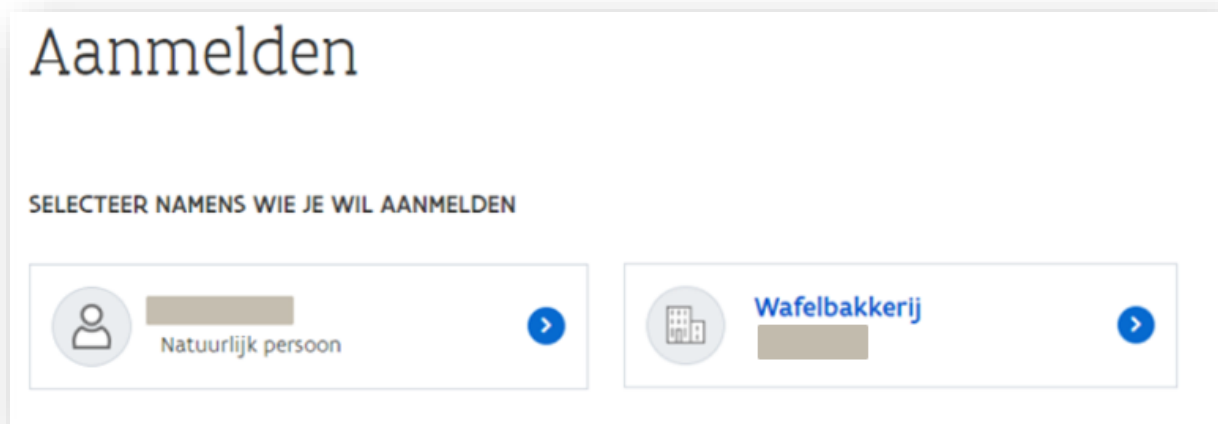 Aanmelden
SELECTEER NAMENS WIE JE WIL AANMELDEN
Natuurlijk persoon
Wafelbakkerij